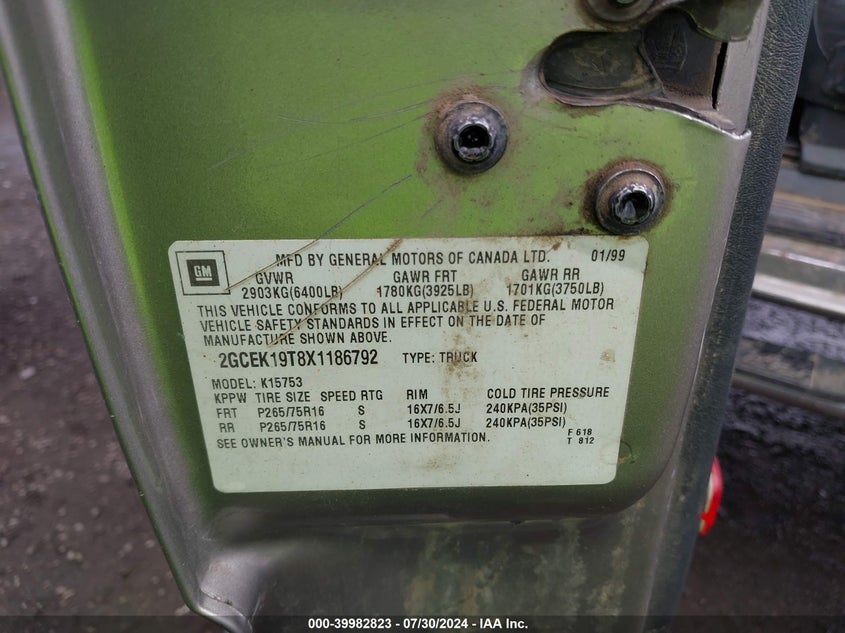 GM
MFD BY GENERAL MOTORS OF CANADA LTD. 01/99
GVWR GAWR FRT GAWR RR
2903KG(6400LB) 1780KG(3925LB) 1701KG(3750LB)
THIS VEHICLE CONFORMS TO ALL APPLICABLE U.S. FEDERAL MOTOR
VEHICLE SAFETY STANDARDS IN EFFECT ON THE DATE OF
MANUFACTURE SHOWN ABOVE.
2GCEK19T8X1186792 TYPE: TRUCK
MODEL: K15753
KPPW TIRE SIZE SPEED RTG RIM COLD TIRE PRESSURE
FRT P265/75R16 S 16X7/6.5J 240KPA(35PSI)
RR P265/75R16 S 16X7/6.5J 240KPA(35PSI)
SEE OWNER'S MANUAL FOR MORE INFORMATION.
F 618
T 812
000-39982823 / 07/30/2024 - IAA Inc.